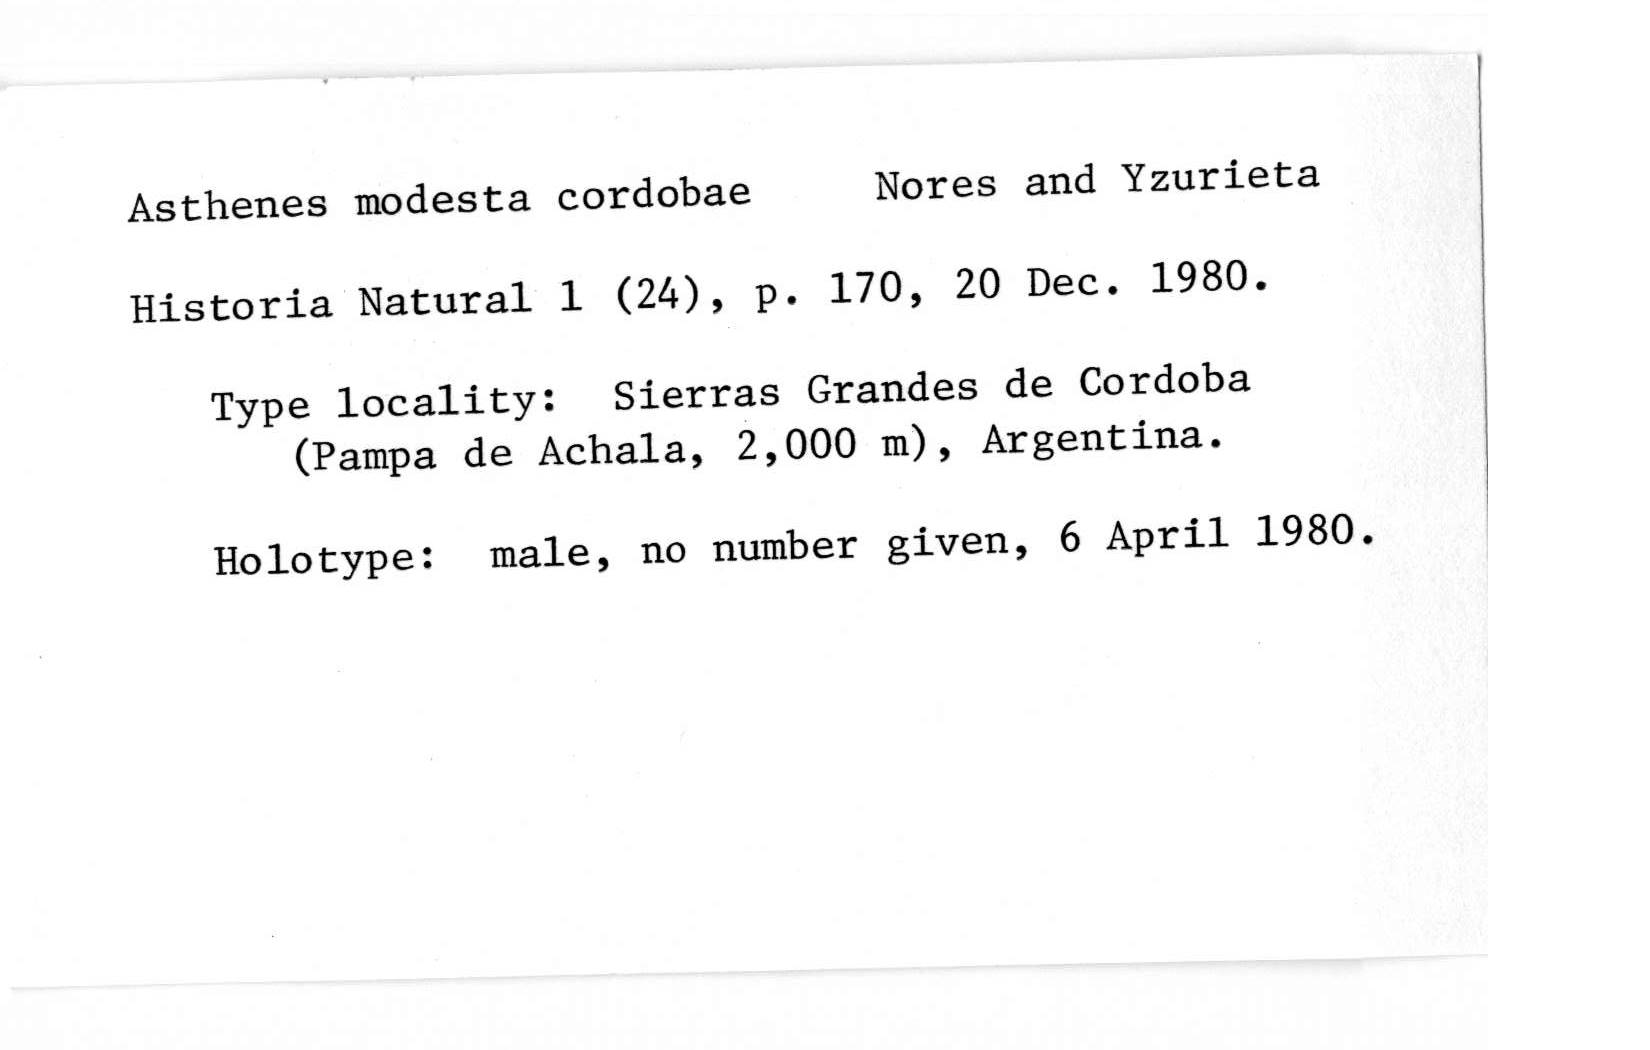 Asthenes modesta cordobae Nores and Yzurieta
Historia Natural 1 (24), p. 170, 20 Dec. 1980.
Type locality: Sierras Grandes de Cordoba
(Pampa de Achala, 2,000 m), Argentina.
Holotype: male, no number given, 6 April 1980.